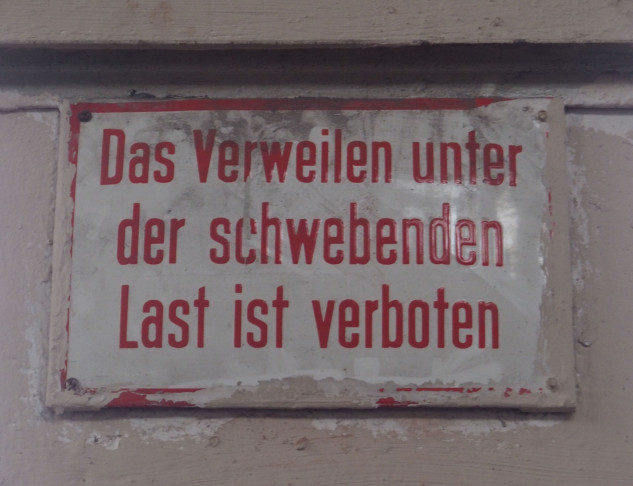 Das Verweilen unter
der schwebenden
Last ist verboten